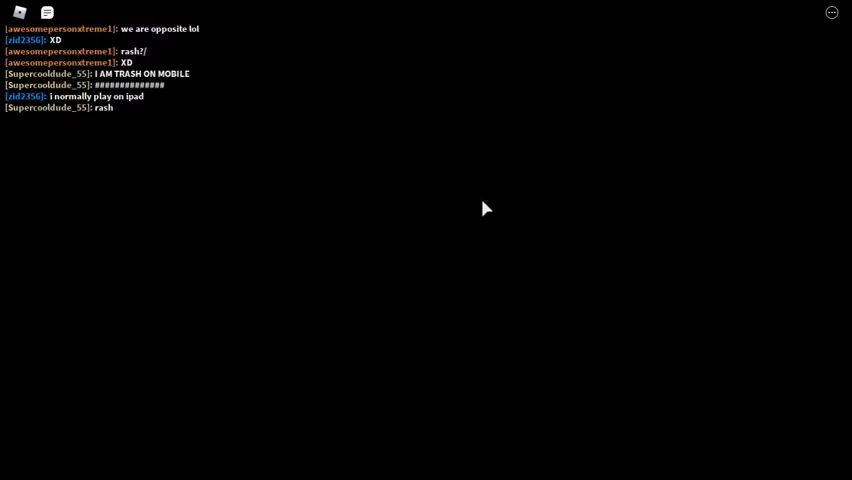 [awesomepersonxtreme1]: we are opposite lol
[zid2356]: XD
[awesomepersonxtreme1]: rash?/
[awesomepersonxtreme1]: XD
[Supercooldude_55]: I AM TRASH ON MOBILE
[Supercooldude_55]: ##############
[zid2356]: i normally play on ipad
[Supercooldude_55]: rash